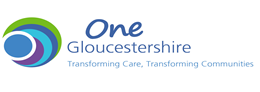 One
Gloucestershire
Transforming Care, Transforming Communities